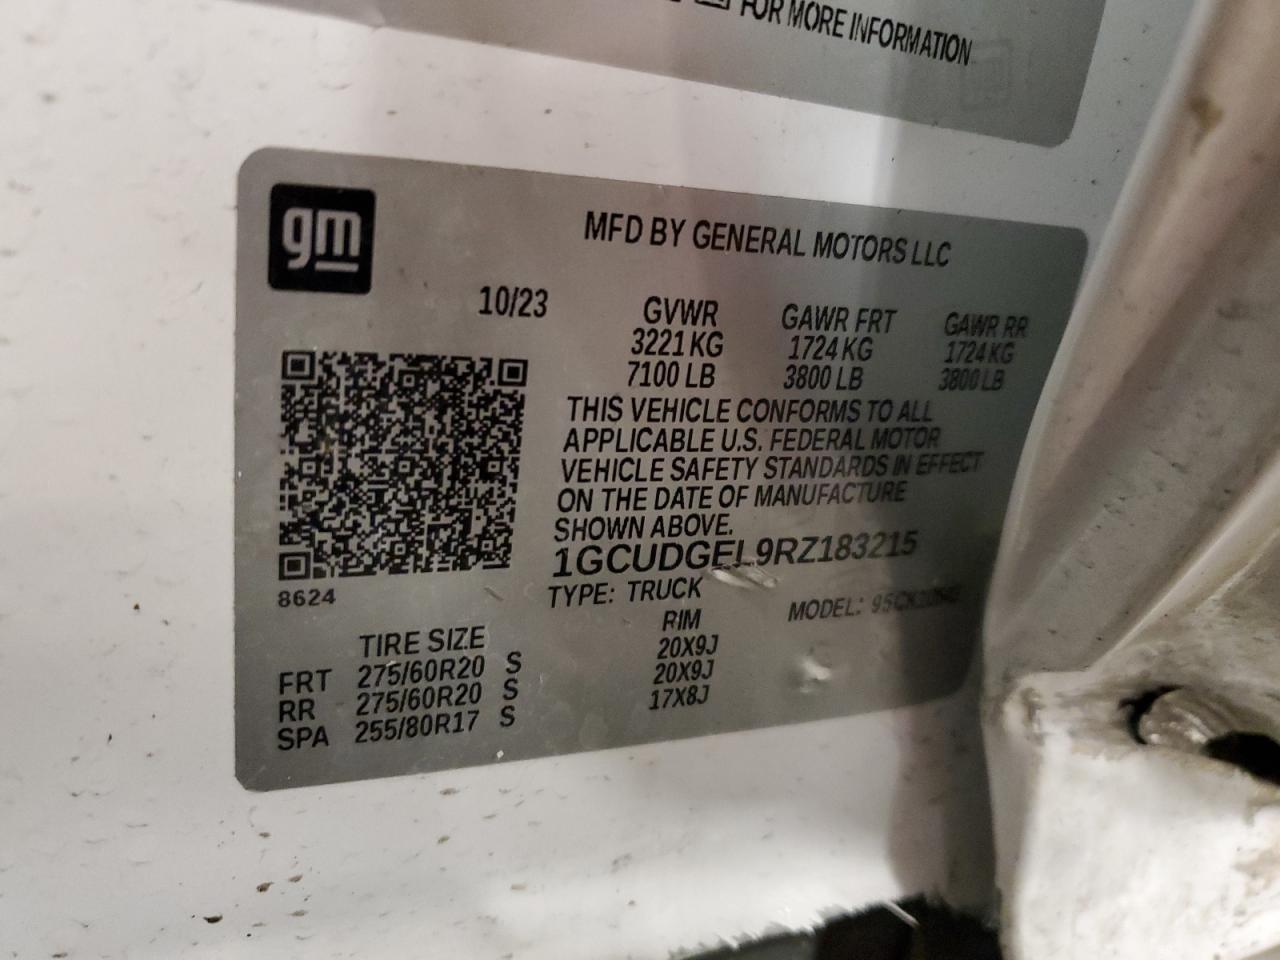 FOR MORE INFORMATION
gm
MFD BY GENERAL MOTORS LLC
10/23
GVWR GAWR FRT GAWR RR
3221 KG 1724 KG 1724 KG
7100 LB 3800 LB 3800 LB
THIS VEHICLE CONFORMS TO ALL
APPLICABLE U.S. FEDERAL MOTOR
VEHICLE SAFETY STANDARDS IN EFFECT
ON THE DATE OF MANUFACTURE
SHOWN ABOVE.
1GCUDGEL9RZ183215
8624
TYPE: TRUCK MODEL:
TIRE SIZE RIM
FRT 275/60R20 S 20X9J
RR 275/60R20 S 20X9J
SPA 255/80R17 S 17X8J